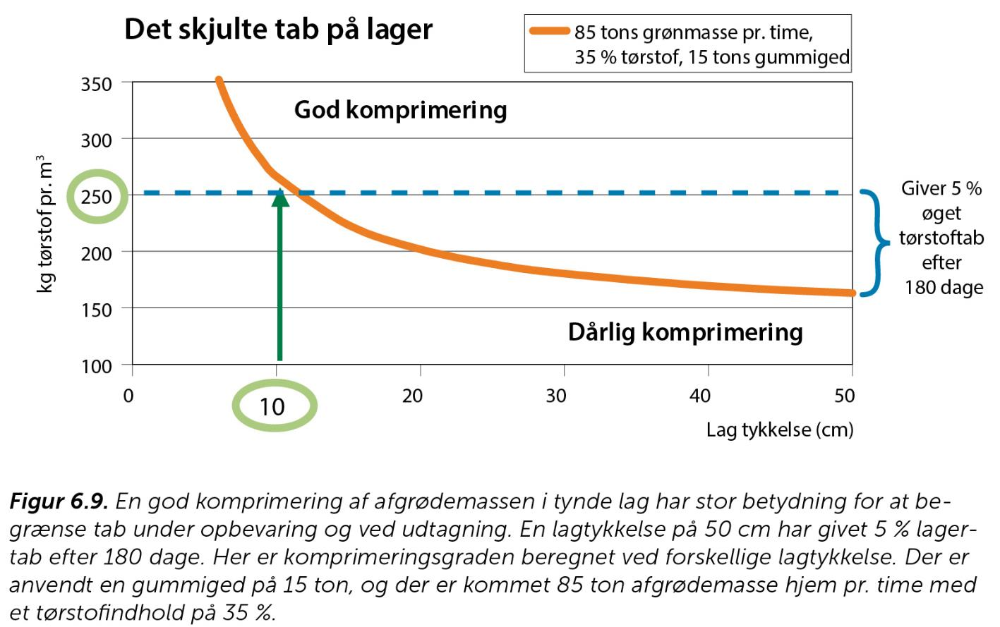 Det skjulte tab på lager
85 tons grønmasse pr. time,
35 % tørstof, 15 tons gummiged
350
300
250
200
150
100
kg tørstof pr. m³
God komprimering
Dårlig komprimering
Giver 5 %
øget
tørstoftab
efter
180 dage
0
10
20
30
40
50
Lag tykkelse (cm)
Figur 6.9. En god komprimering af afgrødemassen i tynde lag har stor betydning for at be-
grænse tab under opbevaring og ved udtagning. En lagtykkelse på 50 cm har givet 5 % lager-
tab efter 180 dage. Her er komprimeringsgraden beregnet ved forskellige lagtykkelse. Der er
anvendt en gummiged på 15 ton, og der er kommet 85 ton afgrødemasse hjem pr. time med
et tørstofindhold på 35 %.